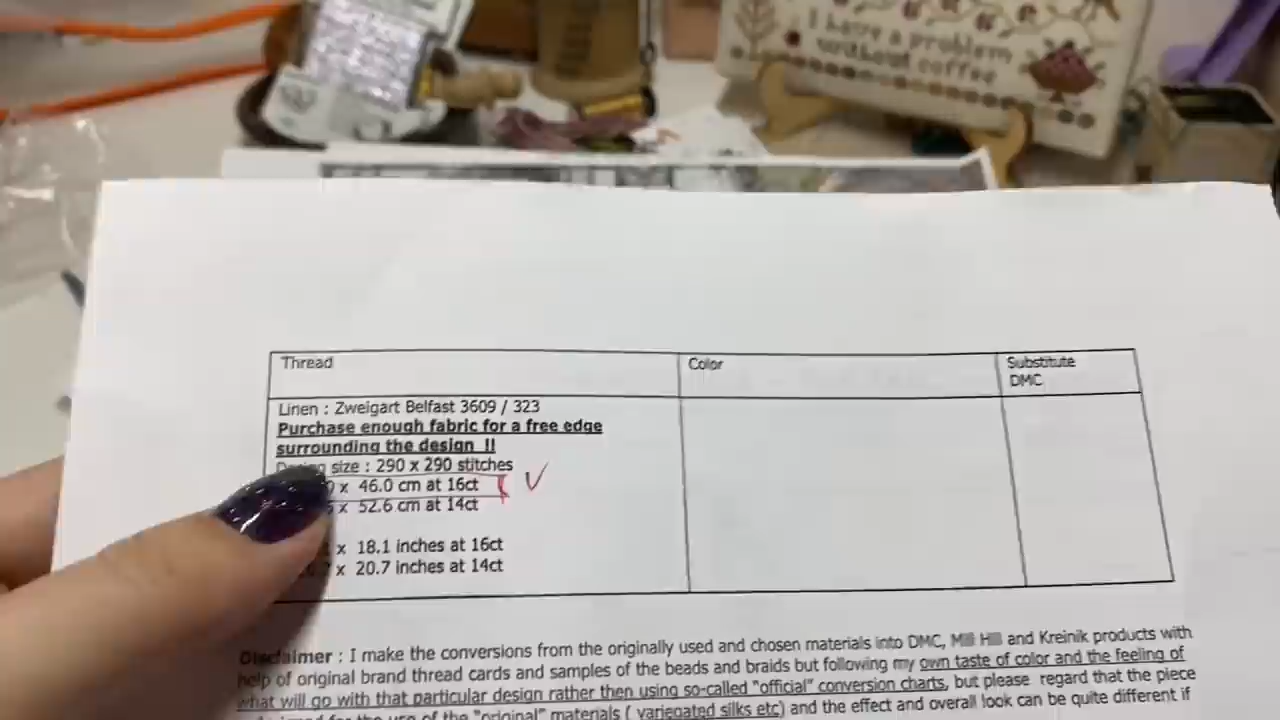 I have a problem
without coffee
Thread
Color
Substitute
DMC
Linen : Zweigart Belfast 3609 / 323
Purchase enough fabric for a free edge
surrounding the design !!
size : 290 x 290 stitches
x 46.0 cm at 16ct
x 52.6 cm at 14ct
x 18.1 inches at 16ct
x 20.7 inches at 14ct
Disclaimer : I make the conversions from the originally used and chosen materials into DMC, Mill Hill and Kreinik products with
help of original brand thread cards and samples of the beads and braids but following my own taste of color and the feeling of
what will go with that particular design rather then using so-called "official" conversion charts, but please regard that the piece
for the use of the "original" materials ( variegated silks etc) and the effect and overall look can be quite different if